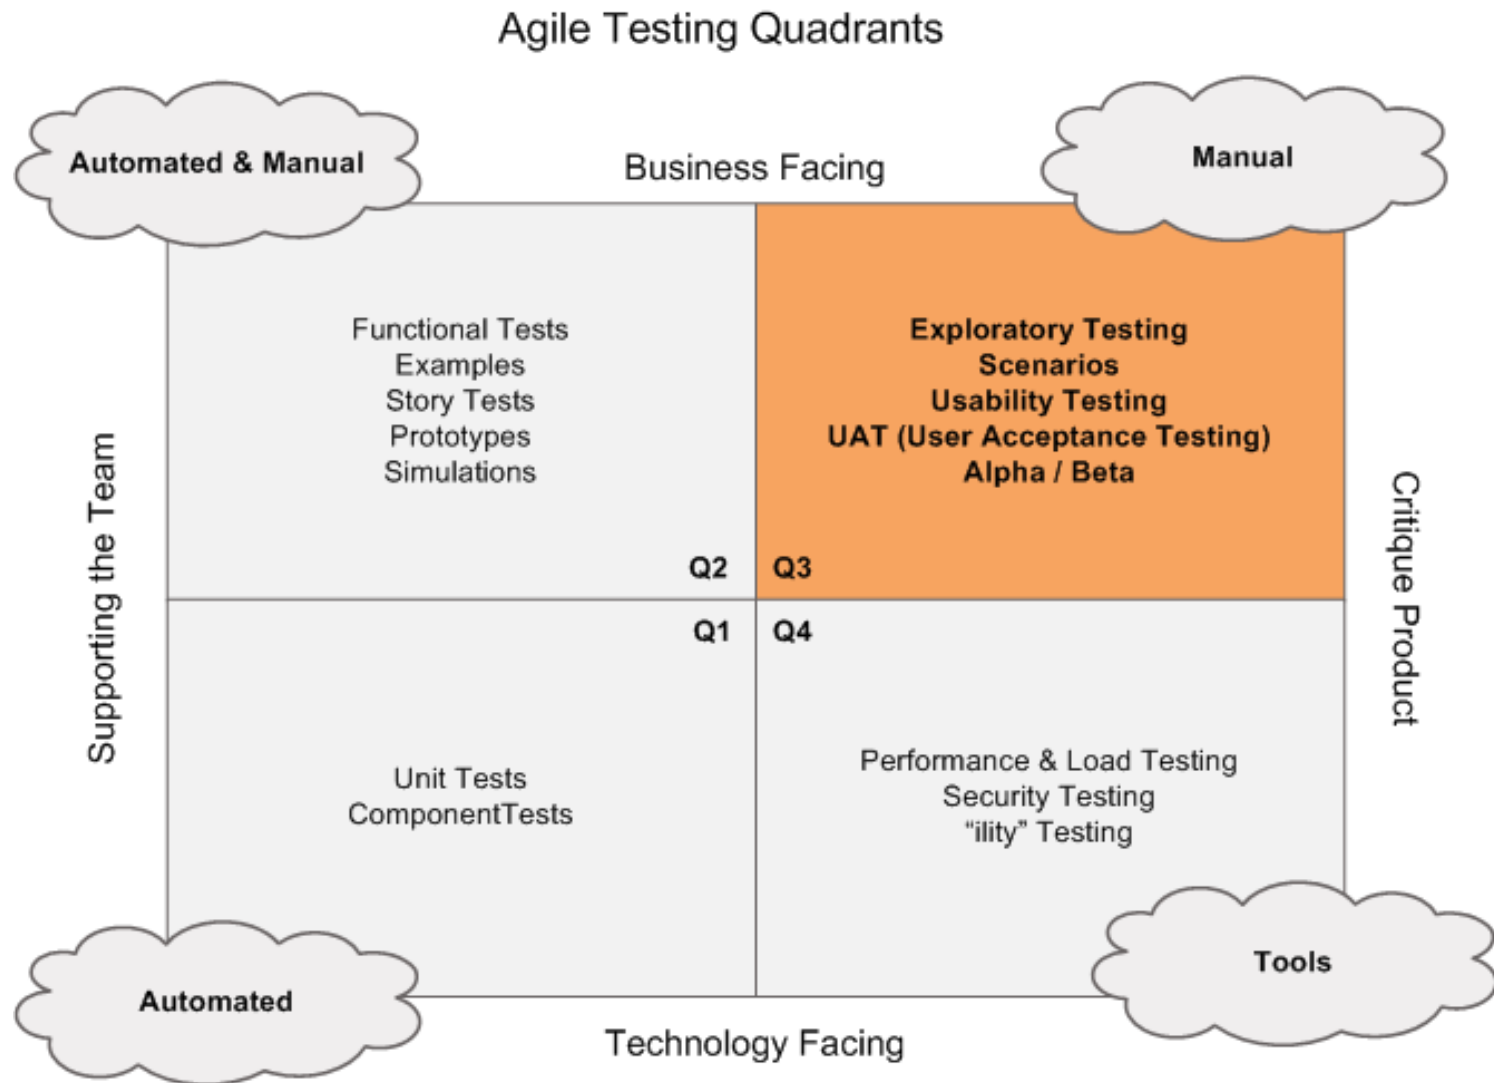 Agile Testing Quadrants
Automated & Manual
Business Facing
Manual
Functional Tests
Examples
Story Tests
Prototypes
Simulations
Q2
Exploratory Testing
Scenarios
Usability Testing
UAT (User Acceptance Testing)
Alpha / Beta
Q3
Supporting the Team
Critique Product
Q1
Unit Tests
ComponentTests
Q4
Performance & Load Testing
Security Testing
“ility” Testing
Automated
Technology Facing
Tools